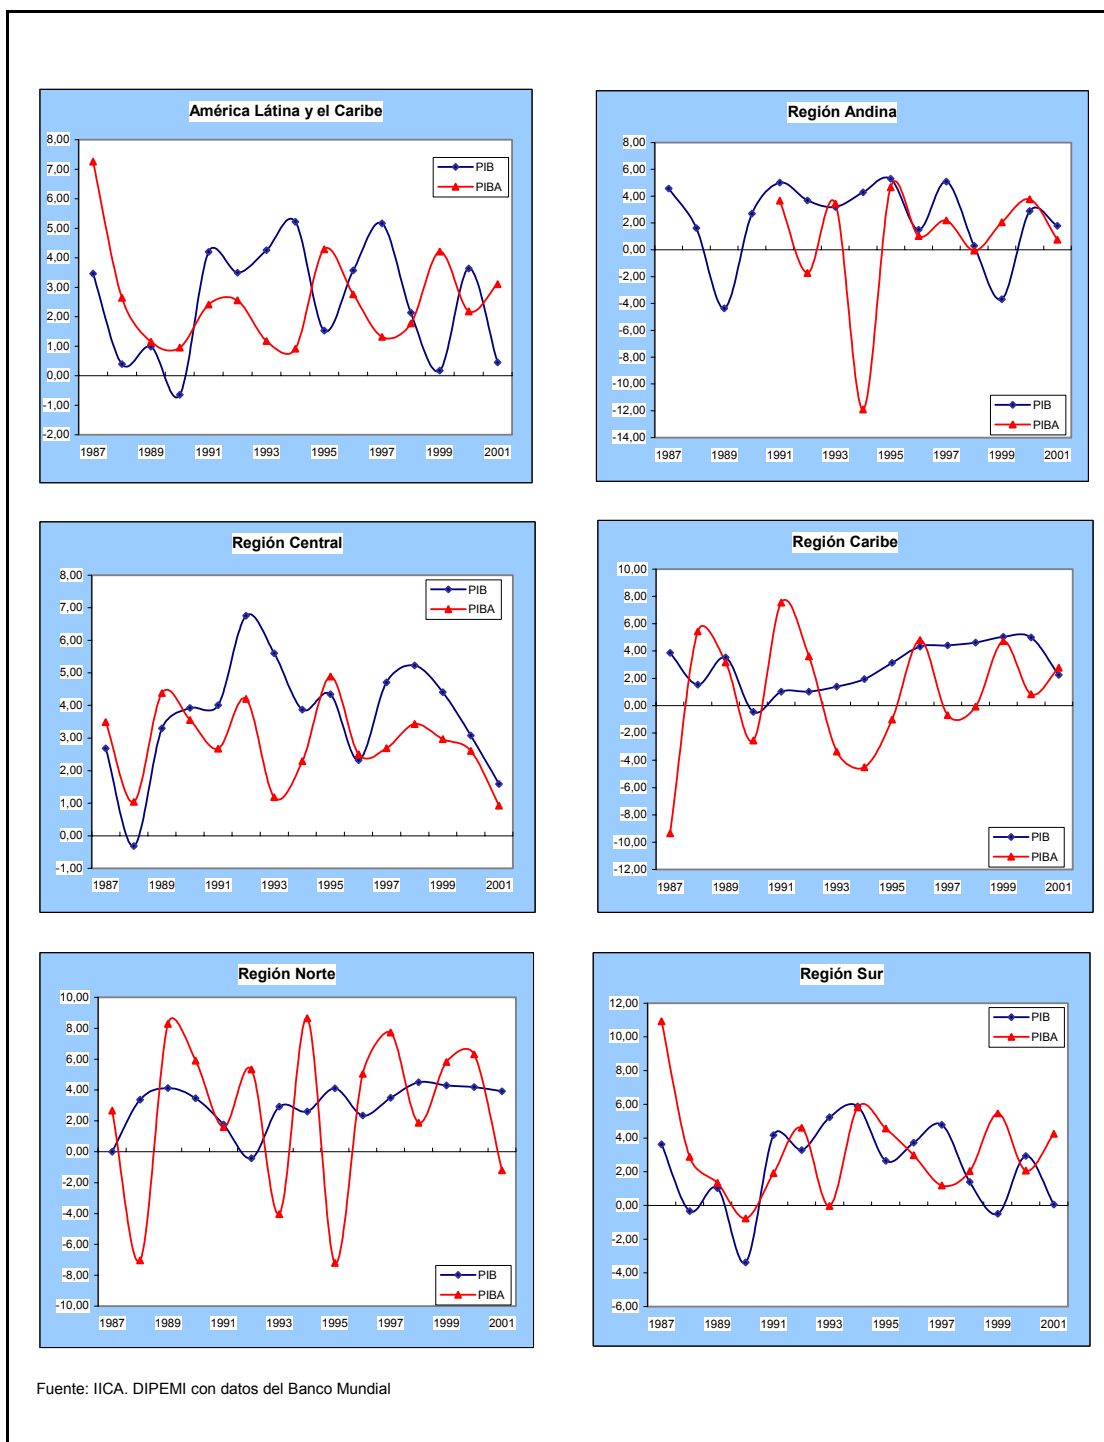 América Látina y el Caribe
8,00
7,00
6,00
5,00
4,00
3,00
2,00
1,00
0,00
-1,00
-2,00
1987 1989 1991 1993 1995 1997 1999 2001
PIB
PIBA
Región Andina
8,00
6,00
4,00
2,00
0,00
-2,00
-4,00
-6,00
-8,00
-10,00
-12,00
-14,00
1987 1989 1991 1993 1995 1997 1999 2001
PIB
PIBA
Región Central
8,00
7,00
6,00
5,00
4,00
3,00
2,00
1,00
0,00
-1,00
1987 1989 1991 1993 1995 1997 1999 2001
PIB
PIBA
Región Caribe
10,00
8,00
6,00
4,00
2,00
0,00
-2,00
-4,00
-6,00
-8,00
-10,00
-12,00
1987 1989 1991 1993 1995 1997 1999 2001
PIB
PIBA
Región Norte
10,00
8,00
6,00
4,00
2,00
0,00
-2,00
-4,00
-6,00
-8,00
-10,00
1987 1989 1991 1993 1995 1997 1999 2001
PIB
PIBA
Región Sur
12,00
10,00
8,00
6,00
4,00
2,00
0,00
-2,00
-4,00
-6,00
1987 1989 1991 1993 1995 1997 1999 2001
PIB
PIBA
Fuente: IICA. DIPEMI con datos del Banco Mundial